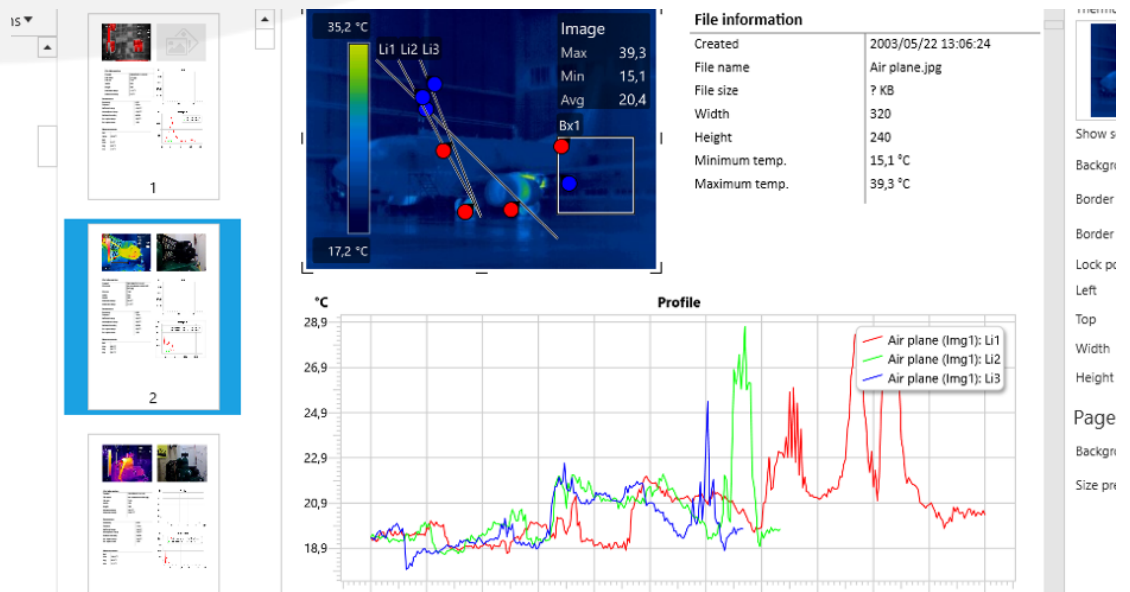 ns▼
1
2
35,2 °C
Li1 Li2 Li3
17,2 °C
Image
Max 39,3
Min 15,1
Avg 20,4
Bx1
File information
Created 2003/05/22 13:06:24
File name Air plane.jpg
File size ? KB
Width 320
Height 240
Minimum temp. 15,1 °C
Maximum temp. 39,3 °C
°C
Profile
28,9
26,9
24,9
22,9
20,9
18,9
Air plane (Img1): Li1
Air plane (Img1): Li2
Air plane (Img1): Li3
Show s
Backgr
Border
Border
Lock po
Left
Top
Width
Height
Page
Backgr
Size pre